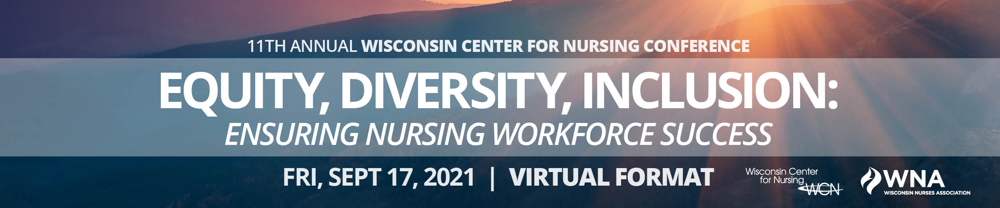 11TH ANNUAL WISCONSIN CENTER FOR NURSING CONFERENCE
EQUITY, DIVERSITY, INCLUSION:
ENSURING NURSING WORKFORCE SUCCESS
FRI, SEPT 17, 2021 | VIRTUAL FORMAT
Wisconsin Center
for Nursing
WCN
WNA
WISCONSIN NURSES ASSOCIATION